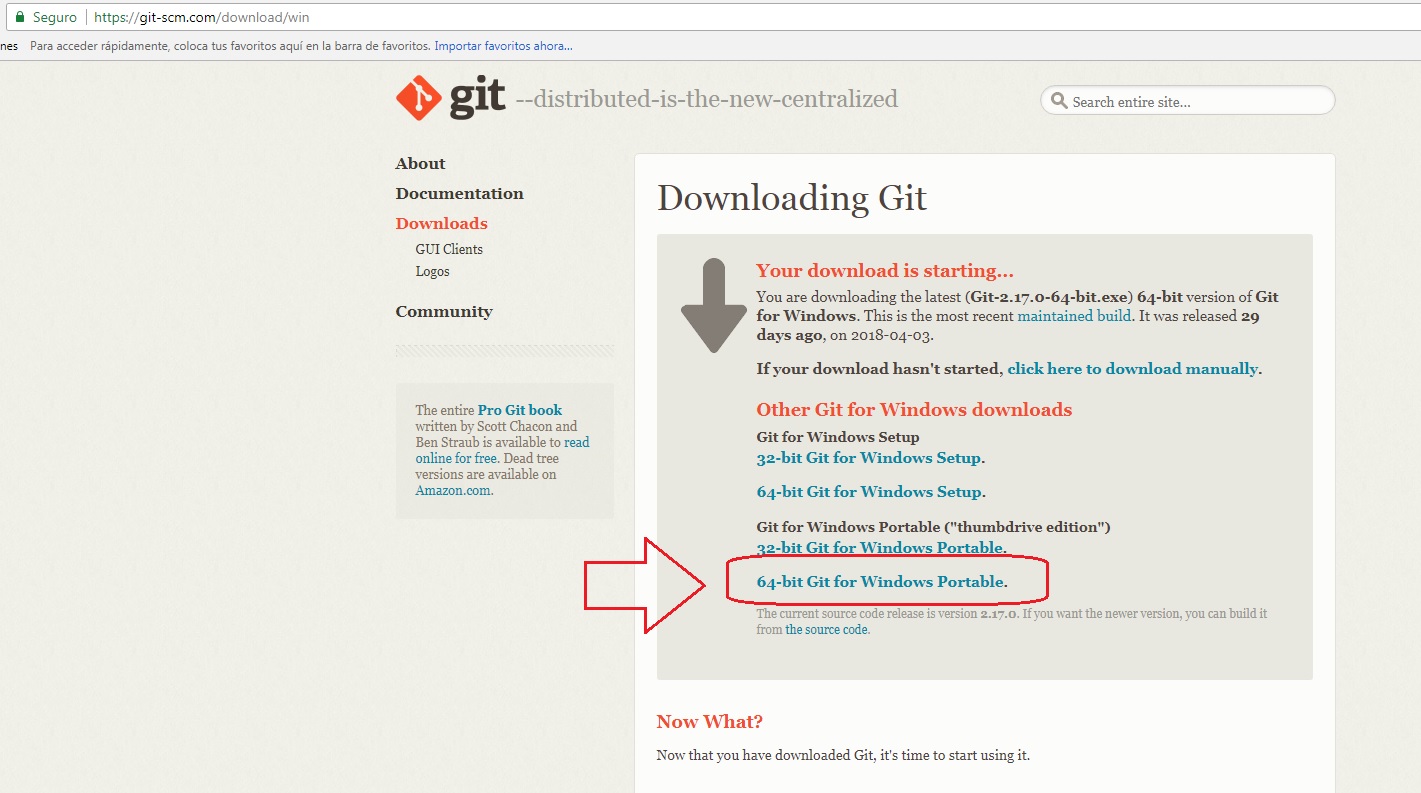 Seguro | https://git-scm.com/download/win
nes Para acceder rápidamente, coloca tus favoritos aquí en la barra de favoritos. Importar favoritos ahora...
git --distributed-is-the-new-centralized
Search entire site...
About
Documentation
Downloads
GUI Clients
Logos
Community
The entire Pro Git book
written by Scott Chacon and
Ben Straub is available to read
online for free. Dead tree
versions are available on
Amazon.com.
Downloading Git
Your download is starting...
You are downloading the latest (Git-2.17.0-64-bit.exe) 64-bit version of Git
for Windows. This is the most recent maintained build. It was released 29
days ago, on 2018-04-03.
If your download hasn't started, click here to download manually.
Other Git for Windows downloads
Git for Windows Setup
32-bit Git for Windows Setup.
64-bit Git for Windows Setup.
Git for Windows Portable ("thumbdrive edition")
32-bit Git for Windows Portable.
64-bit Git for Windows Portable.
The current source code release is version 2.17.0. If you want the newer version, you can build it
from the source code.
Now What?
Now that you have downloaded Git, it's time to start using it.